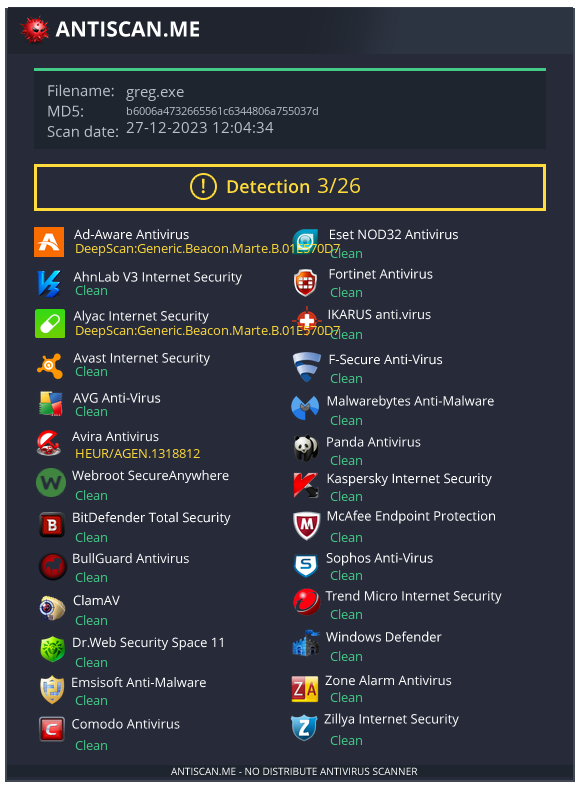 ANTISCAN.ME
Filename: greg.exe
MD5: b6006a4732665561c6344806a755037d
Scan date: 27-12-2023 12:04:34
! Detection 3/26
Ad-Aware Antivirus
DeepScan:Generic.Beacon.Marte.B.01E570D7
AhnLab V3 Internet Security
Clean
Alyac Internet Security
DeepScan:Generic.Beacon.Marte.B.01E570D7
Avast Internet Security
Clean
AVG Anti-Virus
Clean
Avira Antivirus
HEUR/AGEN.1318812
W
Webroot SecureAnywhere
Clean
B
BitDefender Total Security
Clean
BullGuard Antivirus
Clean
ClamAV
Clean
Dr.Web Security Space 11
Clean
Emsisoft Anti-Malware
Clean
C
Comodo Antivirus
Clean
Eset NOD32 Antivirus
Clean
Fortinet Antivirus
Clean
IKARUS anti.virus
Clean
F-Secure Anti-Virus
Clean
Malwarebytes Anti-Malware
Clean
Panda Antivirus
Clean
Kaspersky Internet Security
Clean
McAfee Endpoint Protection
Clean
S
Sophos Anti-Virus
Clean
Trend Micro Internet Security
Clean
Windows Defender
Clean
ZA
Zone Alarm Antivirus
Clean
Z
Zillya Internet Security
Clean
ANTISCAN.ME - NO DISTRIBUTE ANTIVIRUS SCANNER